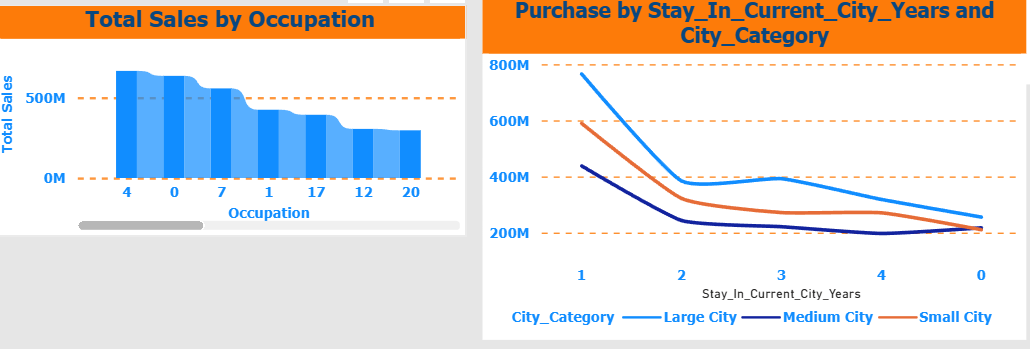 Total Sales by Occupation
Total Sales
500M
0M
4 0 7 1 17 12 20
Occupation
Purchase by Stay_In_Current_City_Years and
City_Category
800M
600M
400M
200M
1 2 3 4 0
Stay_In_Current_City_Years
City_Category Large City Medium City Small City